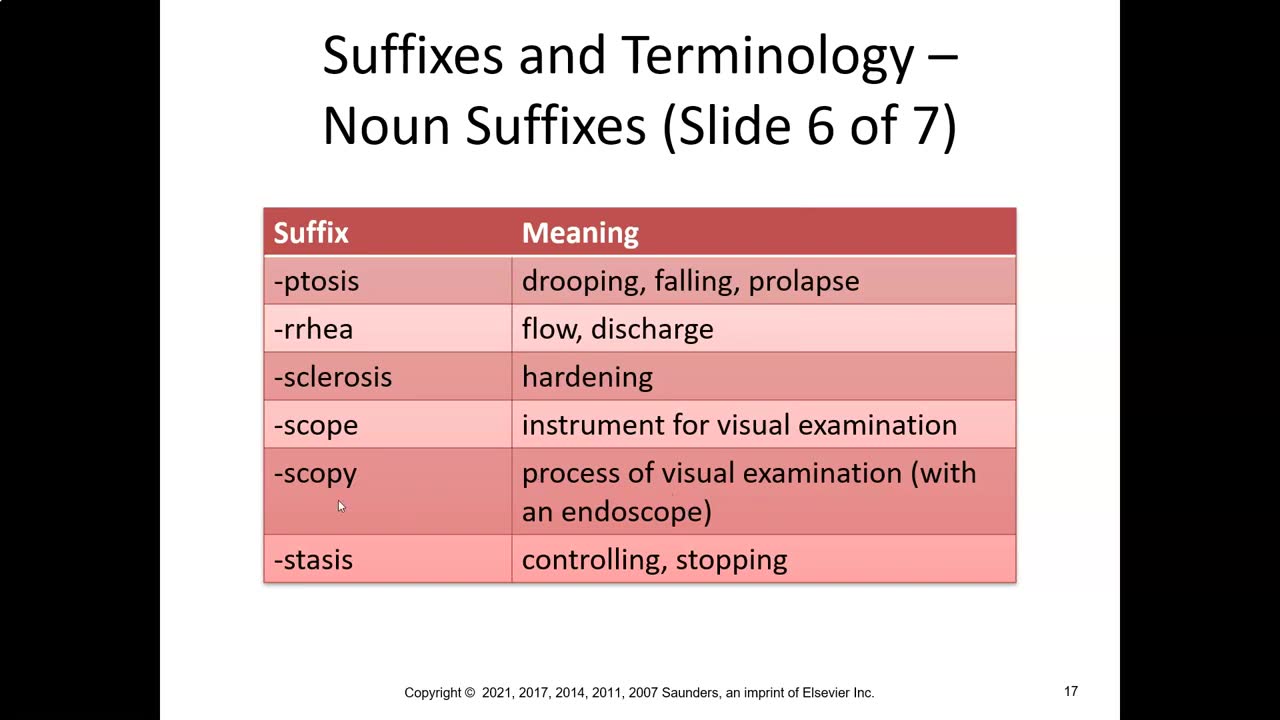 Suffixes and Terminology –
Noun Suffixes (Slide 6 of 7)
Suffix Meaning
-ptosis drooping, falling, prolapse
-rrhea flow, discharge
-sclerosis hardening
-scope instrument for visual examination
-scopy process of visual examination (with
an endoscope)
-stasis controlling, stopping
Copyright © 2021, 2017, 2014, 2011, 2007 Saunders, an imprint of Elsevier Inc. 17